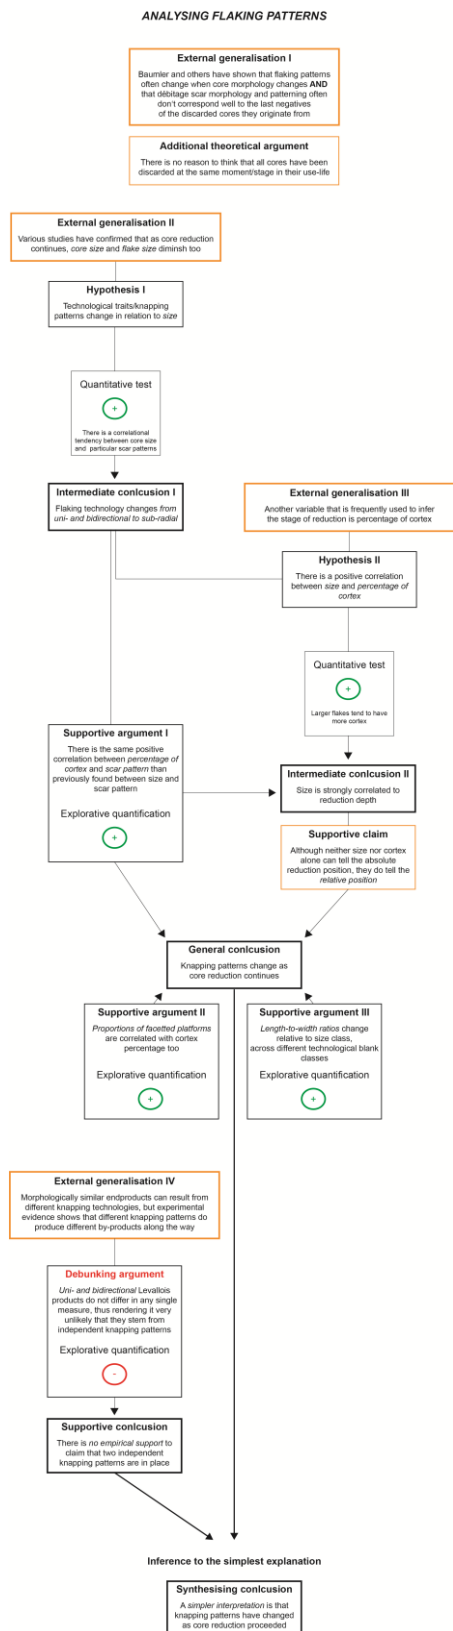 ANALYSING FLAKING PATTERNS
External generalisation I
Baumler and others have shown that flaking patterns
often change when core morphology changes AND
that débitage scar morphology and patterning often
don't correspond well to the last negatives
of the discarded cores they originate from
Additional theoretical argument
There is no reason to think that all cores have been
discarded at the same moment/stage in their use-life
External generalisation II
Various studies have confirmed that as core reduction
continues, core size and flake size diminsh too
Hypothesis I
Technological traits/knapping
patterns change in relation to size
Quantitative test
+
There is a correlational
tendency between core size
and particular scar patterns
Intermediate conlcusion I
Flaking technology changes from
uni- and bidirectional to sub-radial
External generalisation III
Another variable that is frequently used to infer
the stage of reduction is percentage of cortex
Hypothesis II
There is a positive correlation
between size and percentage of
cortex
Quantitative test
+
Larger flakes tend to have
more cortex
Supportive argument I
There is the same positive
correlation between percentage of
cortex and scar pattern than
previously found between size and
scar pattern
Explorative quantification
+
Intermediate conlcusion II
Size is strongly correlated to
reduction depth
Supportive claim
Although neither size nor cortex
alone can tell the absolute
reduction position, they do tell the
relative position
General conlcusion
Knapping patterns change as
core reduction continues
Supportive argument II
Proportions of facetted platforms
are correlated with cortex
percentage too
Explorative quantification
+
Supportive argument III
Length-to-width ratios change
relative to size class,
across different technological blank
classes
Explorative quantification
+
External generalisation IV
Morphologically similar endproducts can result from
different knapping technologies, but experimental
evidence shows that different knapping patterns do
produce different by-products along the way
Debunking argument
Uni- and bidirectional Levallois
products do not differ in any single
measure, thus rendering it very
unlikely that they stem from
independent knapping patterns
Explorative quantification
-
Supportive conlcusion
There is no empirical support to
claim that two independent
knapping patterns are in place
Inference to the simplest explanation
Synthesising conlcusion
A simpler interpretation is that
knapping patterns have changed
as core reduction proceeded